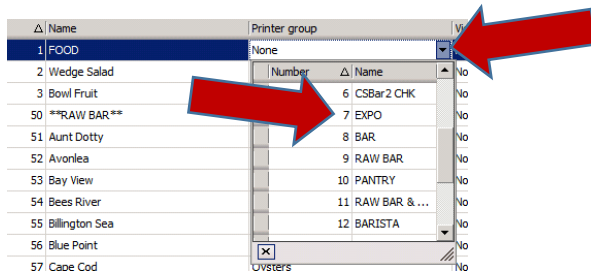 △ Name Printer group Vi
1 FOOD None
2 Wedge Salad Number △ Name No
3 Bowl Fruit 6 CSBar2 CHK No
50 **RAW BAR** 7 EXPO No
51 Aunt Dotty 8 BAR No
52 Avonlea 9 RAW BAR No
53 Bay View 10 PANTRY No
54 Bees River 11 RAW BAR & ... No
55 Billington Sea 12 BARISTA No
56 Blue Point No
57 Cape Cod Oysters No